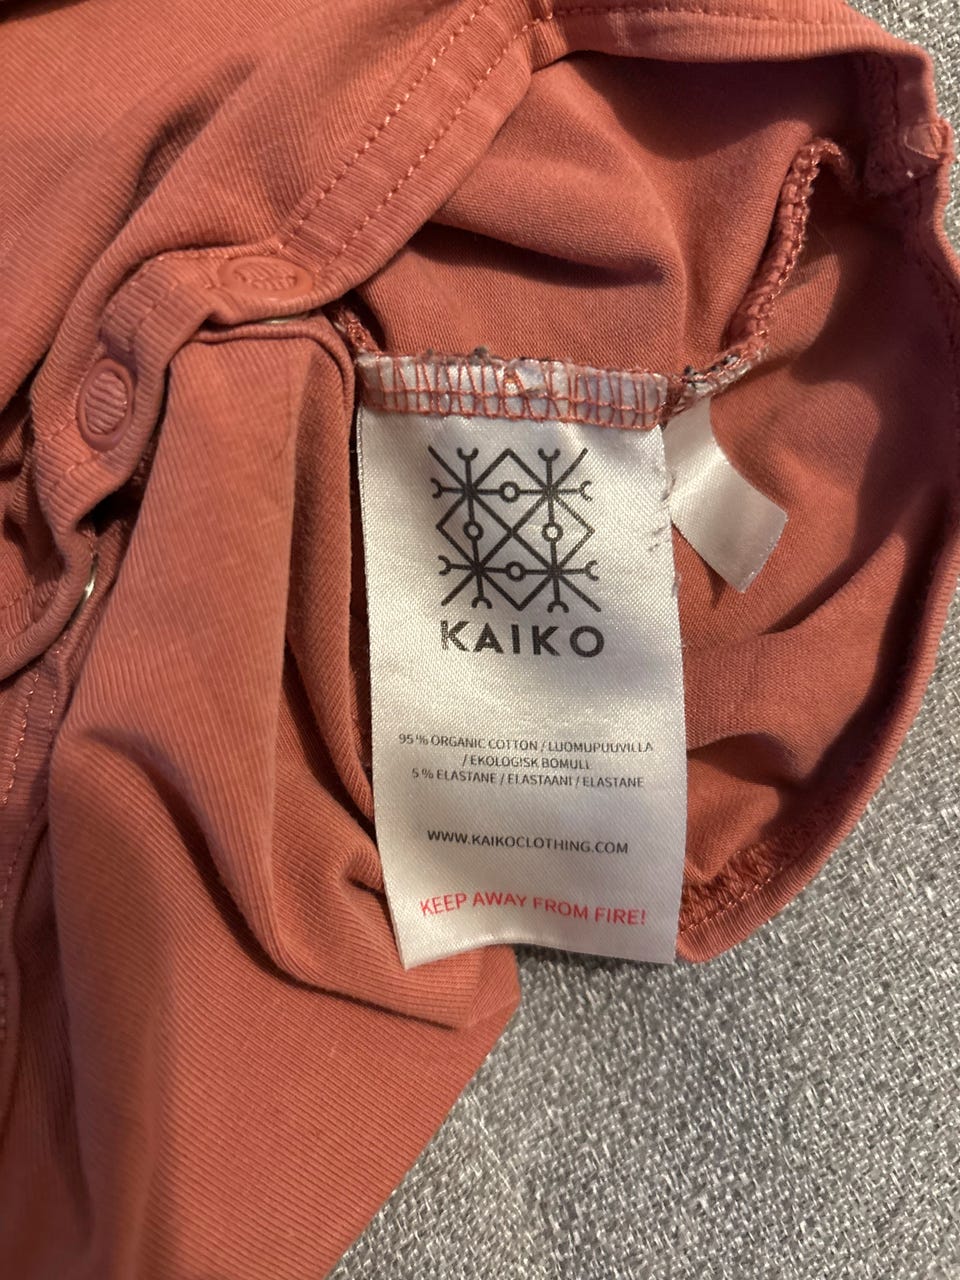 KAIKO
95 % ORGANIC COTTON / LUOMUPUUVILLA
/ EKOLOGISK BOMULL
5 % ELASTANE / ELASTAANI / ELASTANE
WWW.KAIKOCLOTHING.COM
KEEP AWAY FROM FIRE!